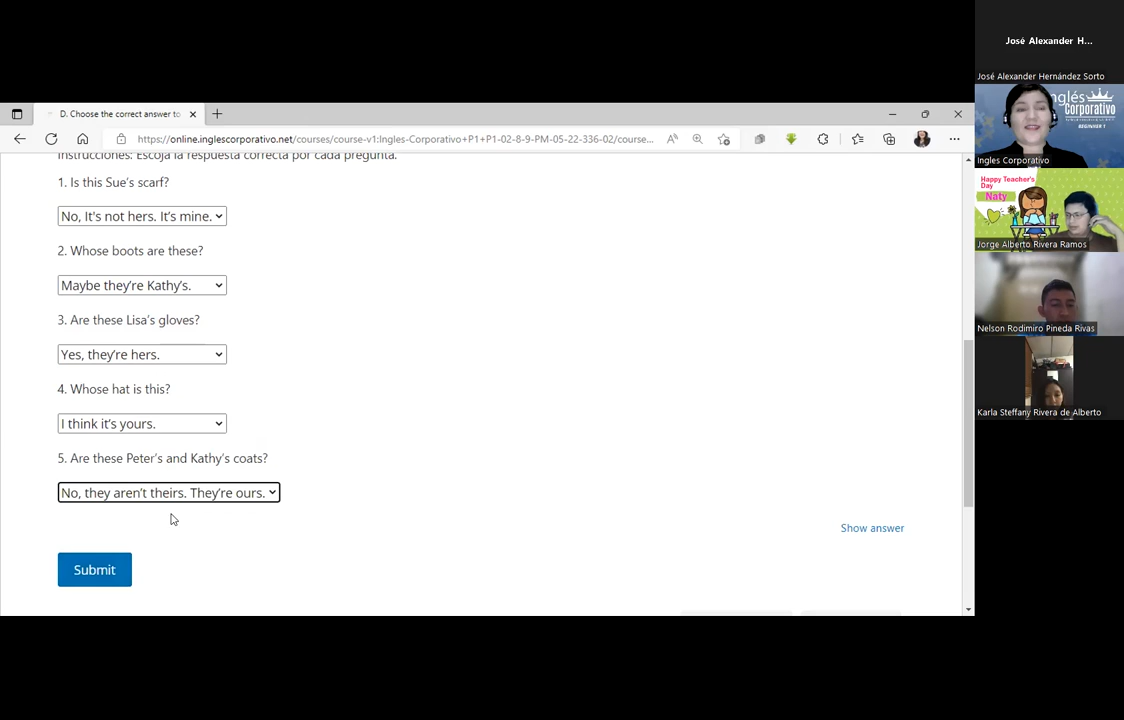 José Alexander H...
José Alexander Hernández Sorto
D. Choose the correct answer to
https://online.inglescorporativo.net/courses/course-v1:Ingles-Corporativo+P1+P1-02-8-9-PM-05-22-336-02/course...
Instrucciones: Escoja la respuesta correcta por cada pregunta.
1. Is this Sue's scarf?
No, It's not hers. It's mine.
2. Whose boots are these?
Maybe they're Kathy's.
3. Are these Lisa's gloves?
Yes, they're hers.
4. Whose hat is this?
I think it's yours.
5. Are these Peter's and Kathy's coats?
No, they aren't theirs. They're ours.
Show answer
Submit
Inglés
Corporativo
BEGINNER 1
Ingles Corporativo
Happy Teacher's
Day
Naty
Jorge Alberto Rivera Ramos
Nelson Rodimiro Pineda Rivas
Karla Steffany Rivera de Alberto